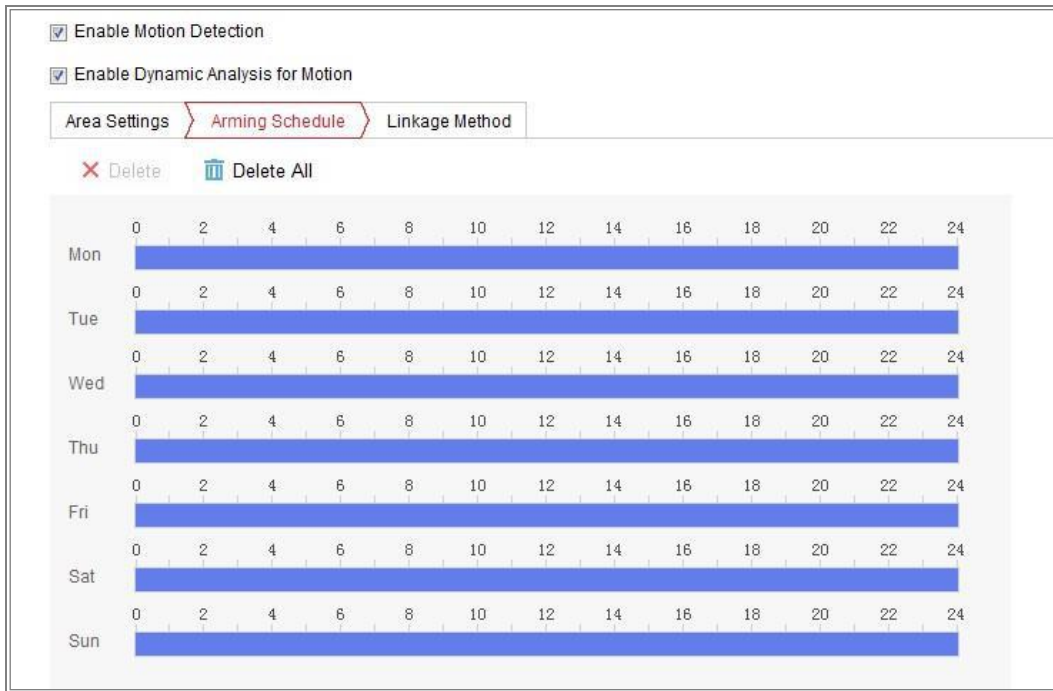 Enable Motion Detection
Enable Dynamic Analysis for Motion
Area Settings Arming Schedule Linkage Method
Delete Delete All
0 2 4 6 8 10 12 14 16 18 20 22 24
Mon
0 2 4 6 8 10 12 14 16 18 20 22 24
Tue
0 2 4 6 8 10 12 14 16 18 20 22 24
Wed
0 2 4 6 8 10 12 14 16 18 20 22 24
Thu
0 2 4 6 8 10 12 14 16 18 20 22 24
Fri
0 2 4 6 8 10 12 14 16 18 20 22 24
Sat
0 2 4 6 8 10 12 14 16 18 20 22 24
Sun